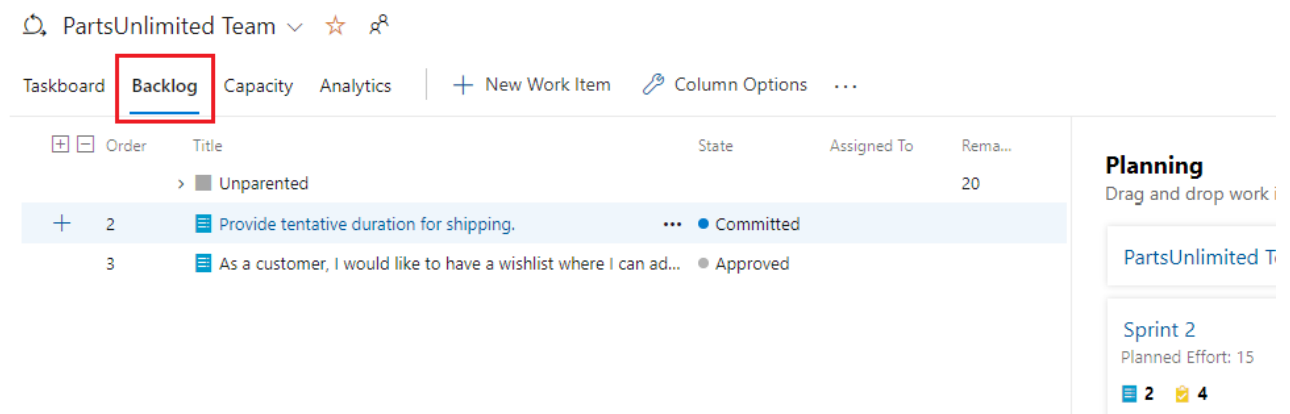 PartsUnlimited Team
Taskboard Backlog Capacity Analytics New Work Item Column Options ...
Order Title State Assigned To Rema...
Unparented 20
2 Provide tentative duration for shipping. ... Committed
3 As a customer, I would like to have a wishlist where I can ad... Approved
Planning
Drag and drop work i
PartsUnlimited T
Sprint 2
Planned Effort: 15
2 4